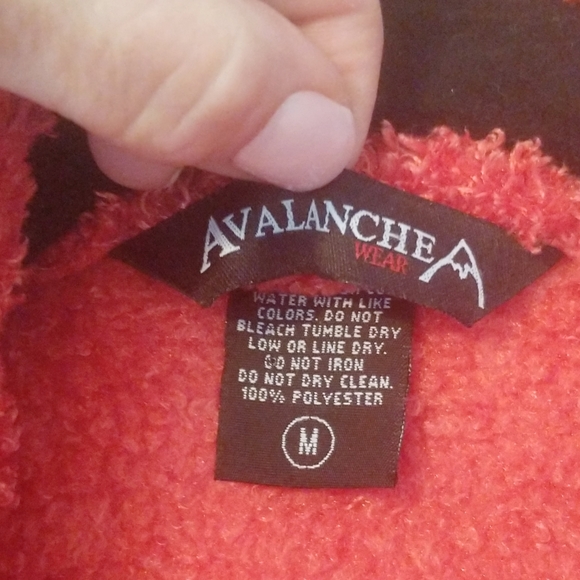 AVALANCHE
WEAR
WATER WITH LIKE
COLORS. DO NOT
BLEACH TUMBLE DRY
LOW OR LINE DRY.
DO NOT IRON
DO NOT DRY CLEAN.
100% POLYESTER
M